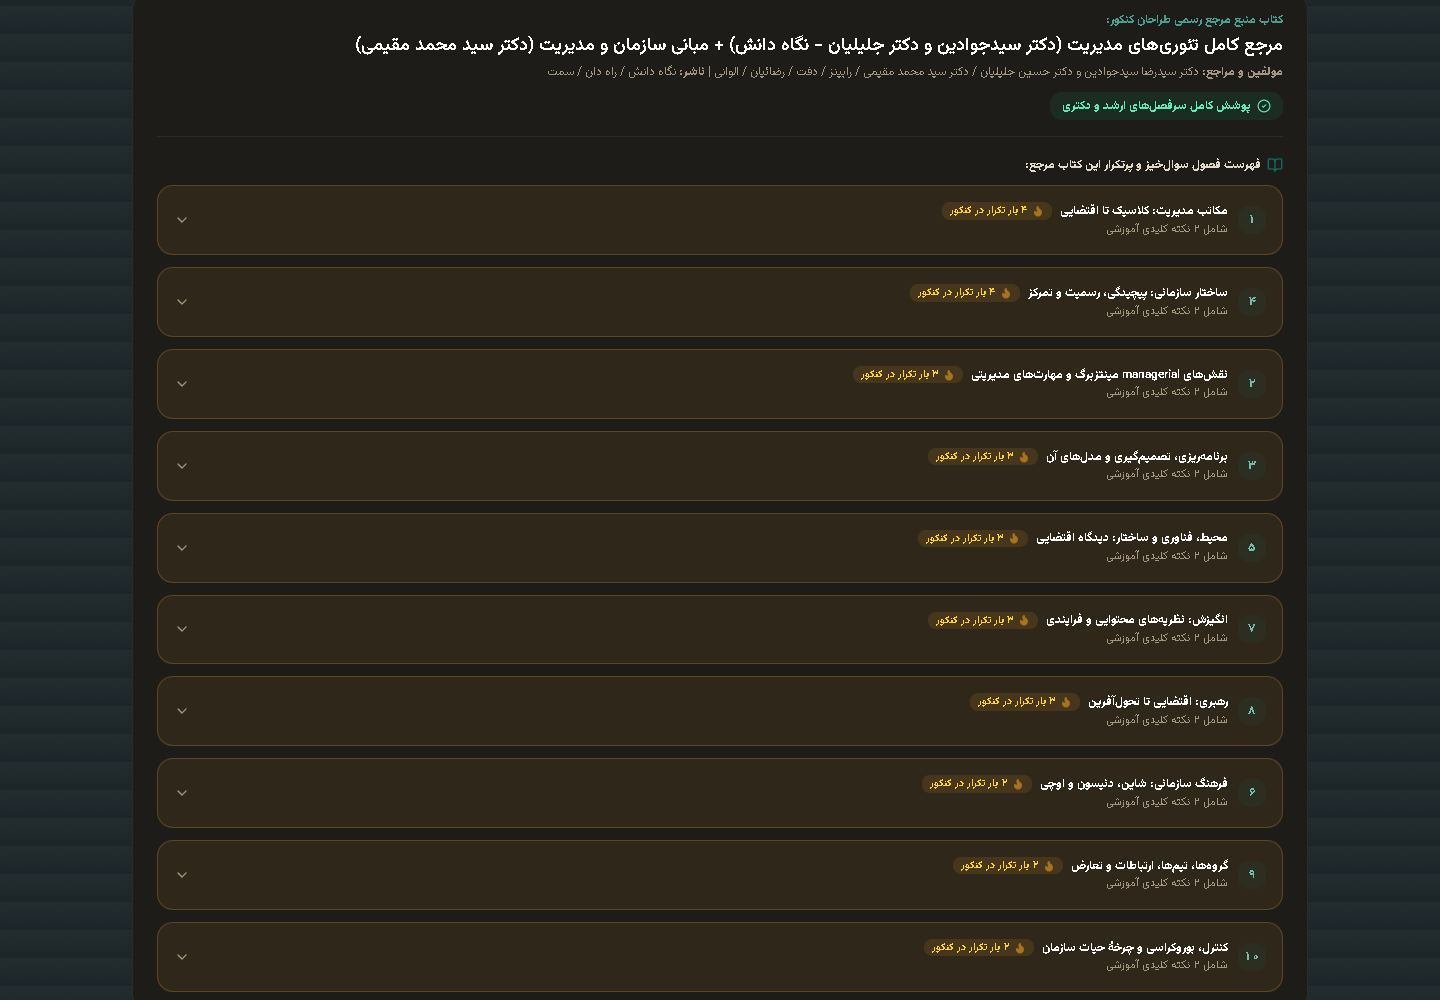 کتاب منبع مرجع رسمی طراحان کنکور:
مرجع کامل تئوری‌های مدیریت (دکتر سیدجوادین و دکتر جلیلیان - نگاه دانش) + مبانی سازمان و مدیریت (دکتر سید محمد مقیمی)
مولفین و مراجع: دکتر سیدرضا سیدجوادین و دکتر حسین جلیلیان / دکتر سید محمد مقیمی / رابینز / دفت / رضائیان / الوانی | ناشر: نگاه دانش / راه دان / سمت
پوشش کامل سرفصل‌های ارشد و دکتری
فهرست فصول سوال‌خیز و پرتکرار این کتاب مرجع:
۱ مکاتب مدیریت: کلاسیک تا اقتضایی ۴ بار تکرار در کنکور
شامل ۲ نکته کلیدی آموزشی
۴ ساختار سازمانی: پیچیدگی، رسمیت و تمرکز ۴ بار تکرار در کنکور
شامل ۲ نکته کلیدی آموزشی
۲ نقش‌های managerial مینتزبرگ و مهارت‌های مدیریتی ۳ بار تکرار در کنکور
شامل ۲ نکته کلیدی آموزشی
۳ برنامه‌ریزی، تصمیم‌گیری و مدل‌های آن ۳ بار تکرار در کنکور
شامل ۲ نکته کلیدی آموزشی
۵ محیط، فناوری و ساختار: دیدگاه اقتضایی ۳ بار تکرار در کنکور
شامل ۲ نکته کلیدی آموزشی
۷ انگیزش: نظریه‌های محتوایی و فرایندی ۳ بار تکرار در کنکور
شامل ۲ نکته کلیدی آموزشی
۸ رهبری: اقتضایی تا تحول‌آفرین ۳ بار تکرار در کنکور
شامل ۲ نکته کلیدی آموزشی
۶ فرهنگ سازمانی: شاین، دنیسون و اوچی ۲ بار تکرار در کنکور
شامل ۲ نکته کلیدی آموزشی
۹ گروه‌ها، تیم‌ها، ارتباطات و تعارض ۲ بار تکرار در کنکور
شامل ۲ نکته کلیدی آموزشی
۱۰ کنترل، بوروکراسی و چرخهٔ حیات سازمان ۲ بار تکرار در کنکور
شامل ۲ نکته کلیدی آموزشی